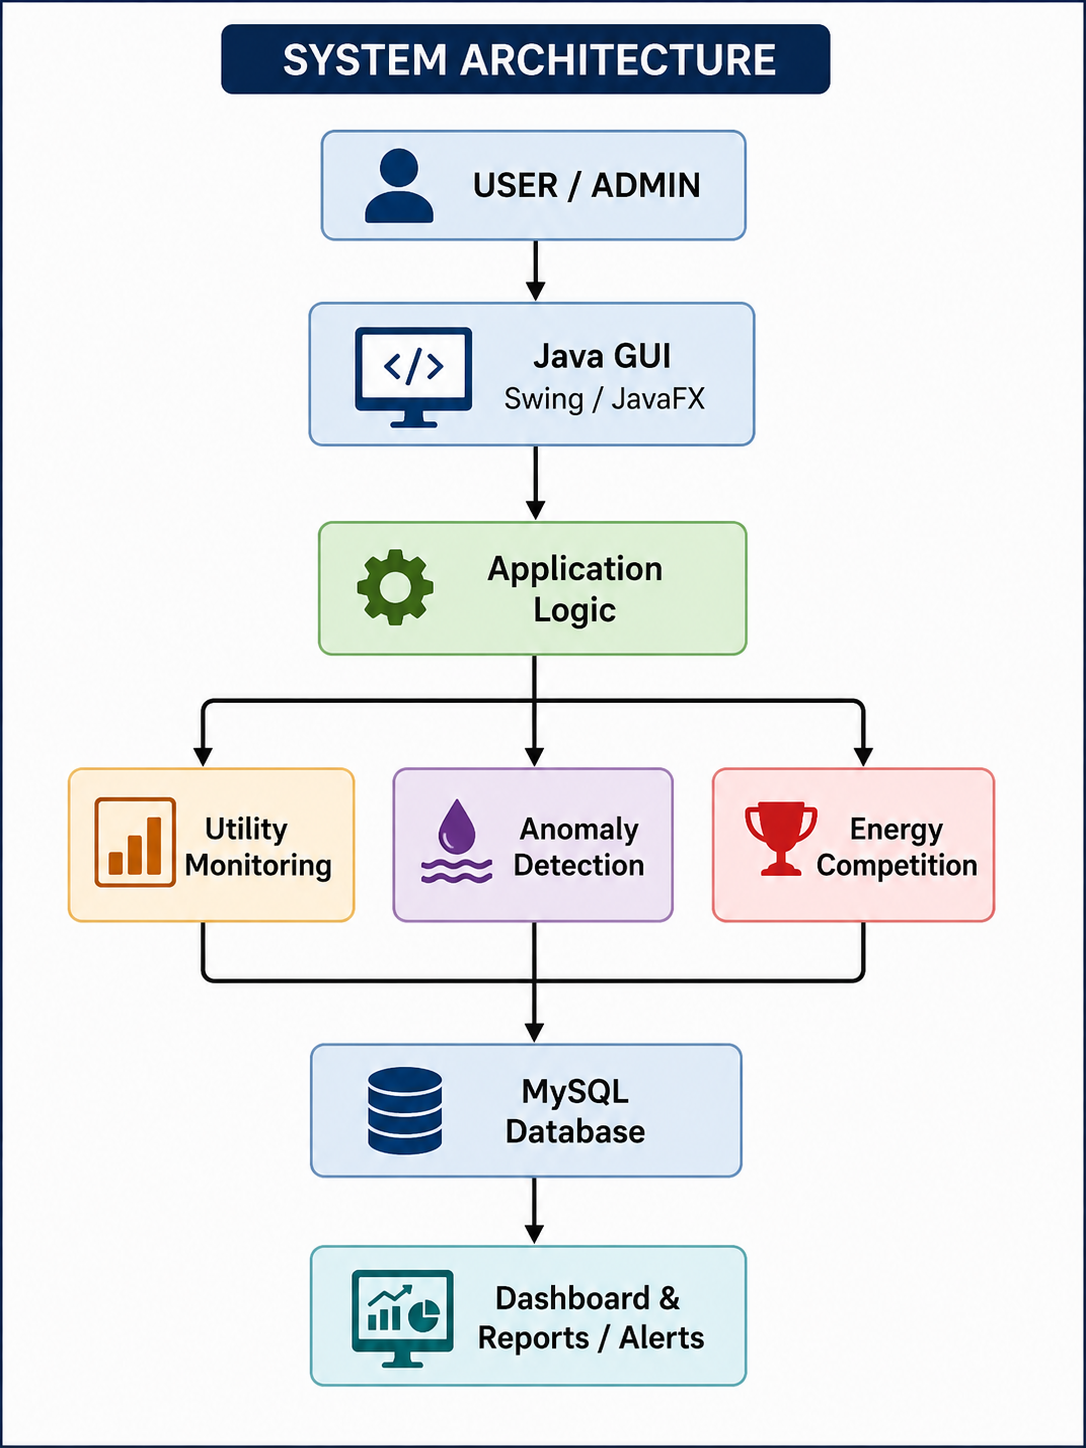 SYSTEM ARCHITECTURE
USER / ADMIN
</>
Java GUI
Swing / JavaFX
Application
Logic
Utility
Monitoring
Anomaly
Detection
Energy
Competition
MySQL
Database
Dashboard &
Reports / Alerts